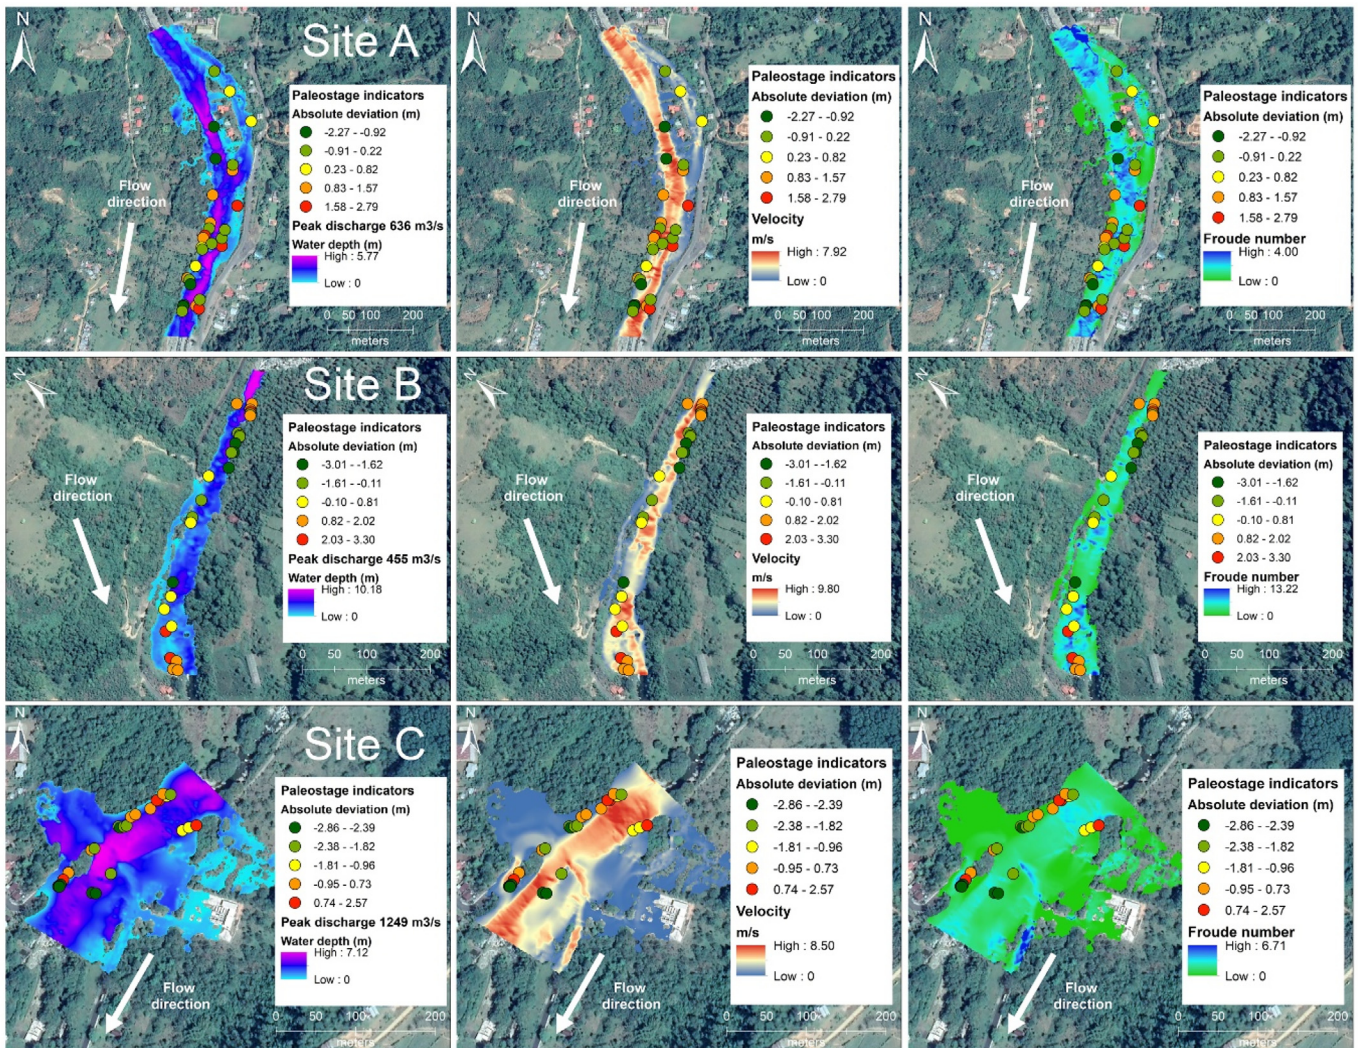 N
Site A
Paleostage indicators
Absolute deviation (m)
-2.27 - -0.92
-0.91 - 0.22
0.23 - 0.82
0.83 - 1.57
1.58 - 2.79
Peak discharge 636 m3/s
Water depth (m)
High : 5.77
Low : 0
Flow
direction
0 50 100 200
meters
N
Paleostage indicators
Absolute deviation (m)
-2.27 - -0.92
-0.91 - 0.22
0.23 - 0.82
0.83 - 1.57
1.58 - 2.79
Velocity
m/s
High : 7.92
Low : 0
Flow
direction
0 50 100 200
meters
N
Paleostage indicators
Absolute deviation (m)
-2.27 - -0.92
-0.91 - 0.22
0.23 - 0.82
0.83 - 1.57
1.58 - 2.79
Froude number
High : 4.00
Low : 0
Flow
direction
0 50 100 200
meters
N
Site B
Paleostage indicators
Absolute deviation (m)
-3.01 - -1.62
-1.61 - -0.11
-0.10 - 0.81
0.82 - 2.02
2.03 - 3.30
Peak discharge 455 m3/s
Water depth (m)
High : 10.18
Low : 0
Flow
direction
0 50 100 200
meters
N
Paleostage indicators
Absolute deviation (m)
-3.01 - -1.62
-1.61 - -0.11
-0.10 - 0.81
0.82 - 2.02
2.03 - 3.30
Velocity
m/s
High : 9.80
Low : 0
Flow
direction
0 50 100 200
meters
N
Paleostage indicators
Absolute deviation (m)
-3.01 - -1.62
-1.61 - -0.11
-0.10 - 0.81
0.82 - 2.02
2.03 - 3.30
Froude number
High : 13.22
Low : 0
Flow
direction
0 50 100 200
meters
N
Site C
Paleostage indicators
Absolute deviation (m)
-2.86 - -2.39
-2.38 - -1.82
-1.81 - -0.96
-0.95 - 0.73
0.74 - 2.57
Peak discharge 1249 m3/s
Water depth (m)
High : 7.12
Low : 0
Flow
direction
0 50 100 200
meters
N
Paleostage indicators
Absolute deviation (m)
-2.86 - -2.39
-2.38 - -1.82
-1.81 - -0.96
-0.95 - 0.73
0.74 - 2.57
Velocity
m/s
High : 8.50
Low : 0
Flow
direction
0 50 100 200
meters
N
Paleostage indicators
Absolute deviation (m)
-2.86 - -2.39
-2.38 - -1.82
-1.81 - -0.96
-0.95 - 0.73
0.74 - 2.57
Froude number
High : 6.71
Low : 0
Flow
direction
0 50 100 200
meters